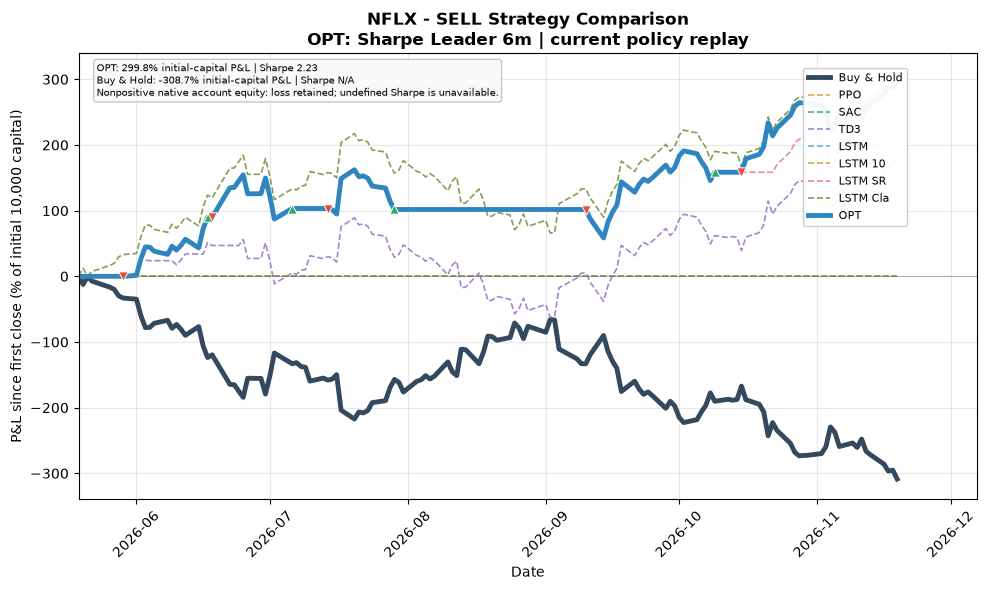 NFLX - SELL Strategy Comparison
OPT: Sharpe Leader 6m | current policy replay
OPT: 299.8% initial-capital P&L | Sharpe 2.23
Buy & Hold: -308.7% initial-capital P&L | Sharpe N/A
Nonpositive native account equity: loss retained; undefined Sharpe is unavailable.
Buy & Hold
PPO
SAC
TD3
LSTM
LSTM 10
LSTM SR
LSTM Cla
OPT
P&L since first close (% of initial 10,000 capital)
300
200
100
0
−100
−200
−300
2026-06
2026-07
2026-08
2026-09
2026-10
2026-11
2026-12
Date